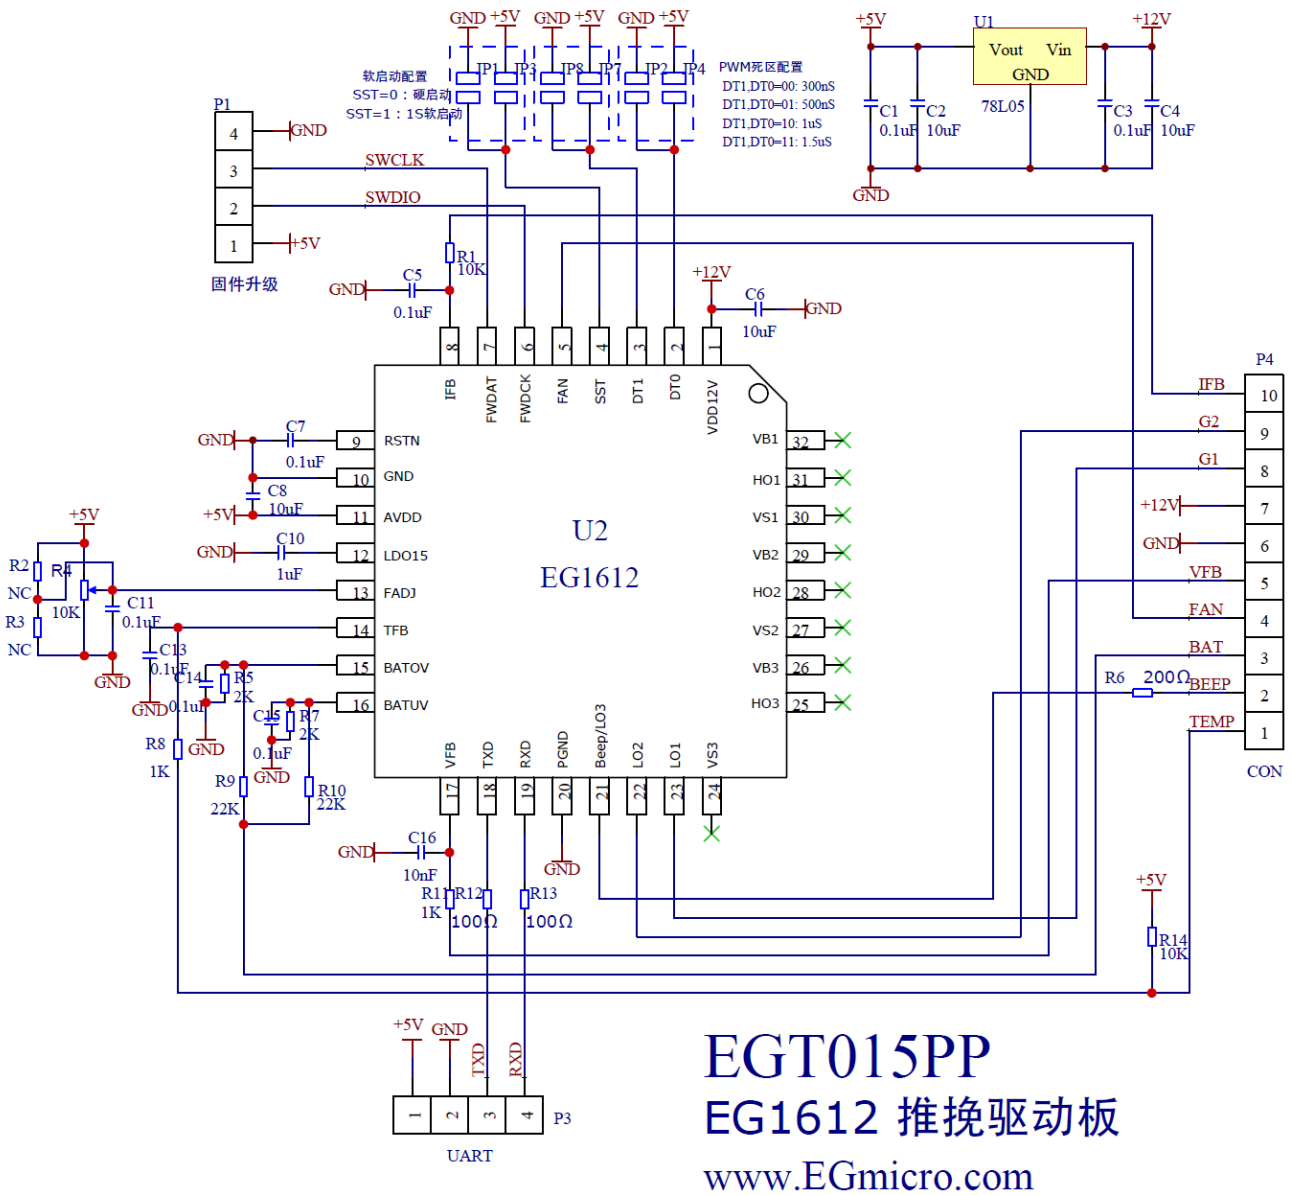 GND +5V GND +5V GND +5V
JP1 JP3 JP8 JP7 JP2 JP4
软启动配置
SST=0：硬启动
SST=1：1S软启动
PWM死区配置
DT1,DT0=00: 300nS
DT1,DT0=01: 500nS
DT1,DT0=10: 1uS
DT1,DT0=11: 1.5uS
+5V U1 +12V
Vout Vin
GND
78L05
C1 C2 C3 C4
0.1uF 10uF 0.1uF 10uF
GND
P1
4 GND
3 SWCLK
2 SWDIO
1 +5V
固件升级
R1
10K
GND C5
0.1uF
+12V
C6 GND
10uF
8 7 6 5 4 3 2 1
IFB FWDAT FWDCK FAN SST DT1 DT0 VDD12V
GND C7
0.1uF
9 RSTN
10 GND
C8
10uF
+5V 11 AVDD
GND C10
1uF
12 LDO15
13 FADJ
14 TFB
15 BATOV
16 BATUV
U2
EG1612
VB1 32
HO1 31
VS1 30
VB2 29
HO2 28
VS2 27
VB3 26
HO3 25
+5V
R2 R4
NC 10K
C11
0.1uF
R3
NC
GND
C13
0.1uF
GND
C14 R5
0.1uF 2K
GND
C15 R7
2K
0.1uF
GND
R8
1K
R9 R10
22K 22K
VFB TXD RXD PGND Beep/LO3 LO2 LO1 VS3
17 18 19 20 21 22 23 24
GND C16
10nF
GND
R11 R12 R13
1K 100Ω 100Ω
P4
IFB 10
G2 9
G1 8
+12V 7
GND 6
VFB 5
FAN 4
BAT 3
R6 200Ω BEEP 2
TEMP 1
CON
+5V
R14
10K
+5V GND TXD RXD
1 2 3 4 P3
UART
EGT015PP
EG1612 推挽驱动板
www.EGmicro.com